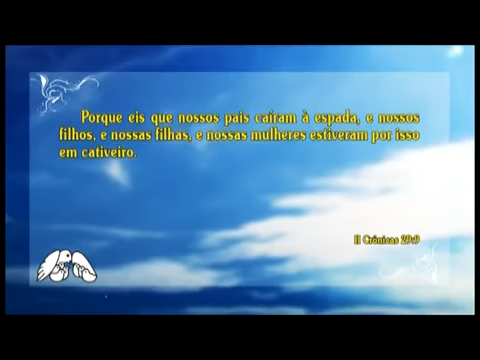 Porque eis que nossos pais caíram à espada, e nossos
filhos, e nossas filhas, e nossas mulheres estiveram por isso
em cativeiro.
II Crônicas 29:9